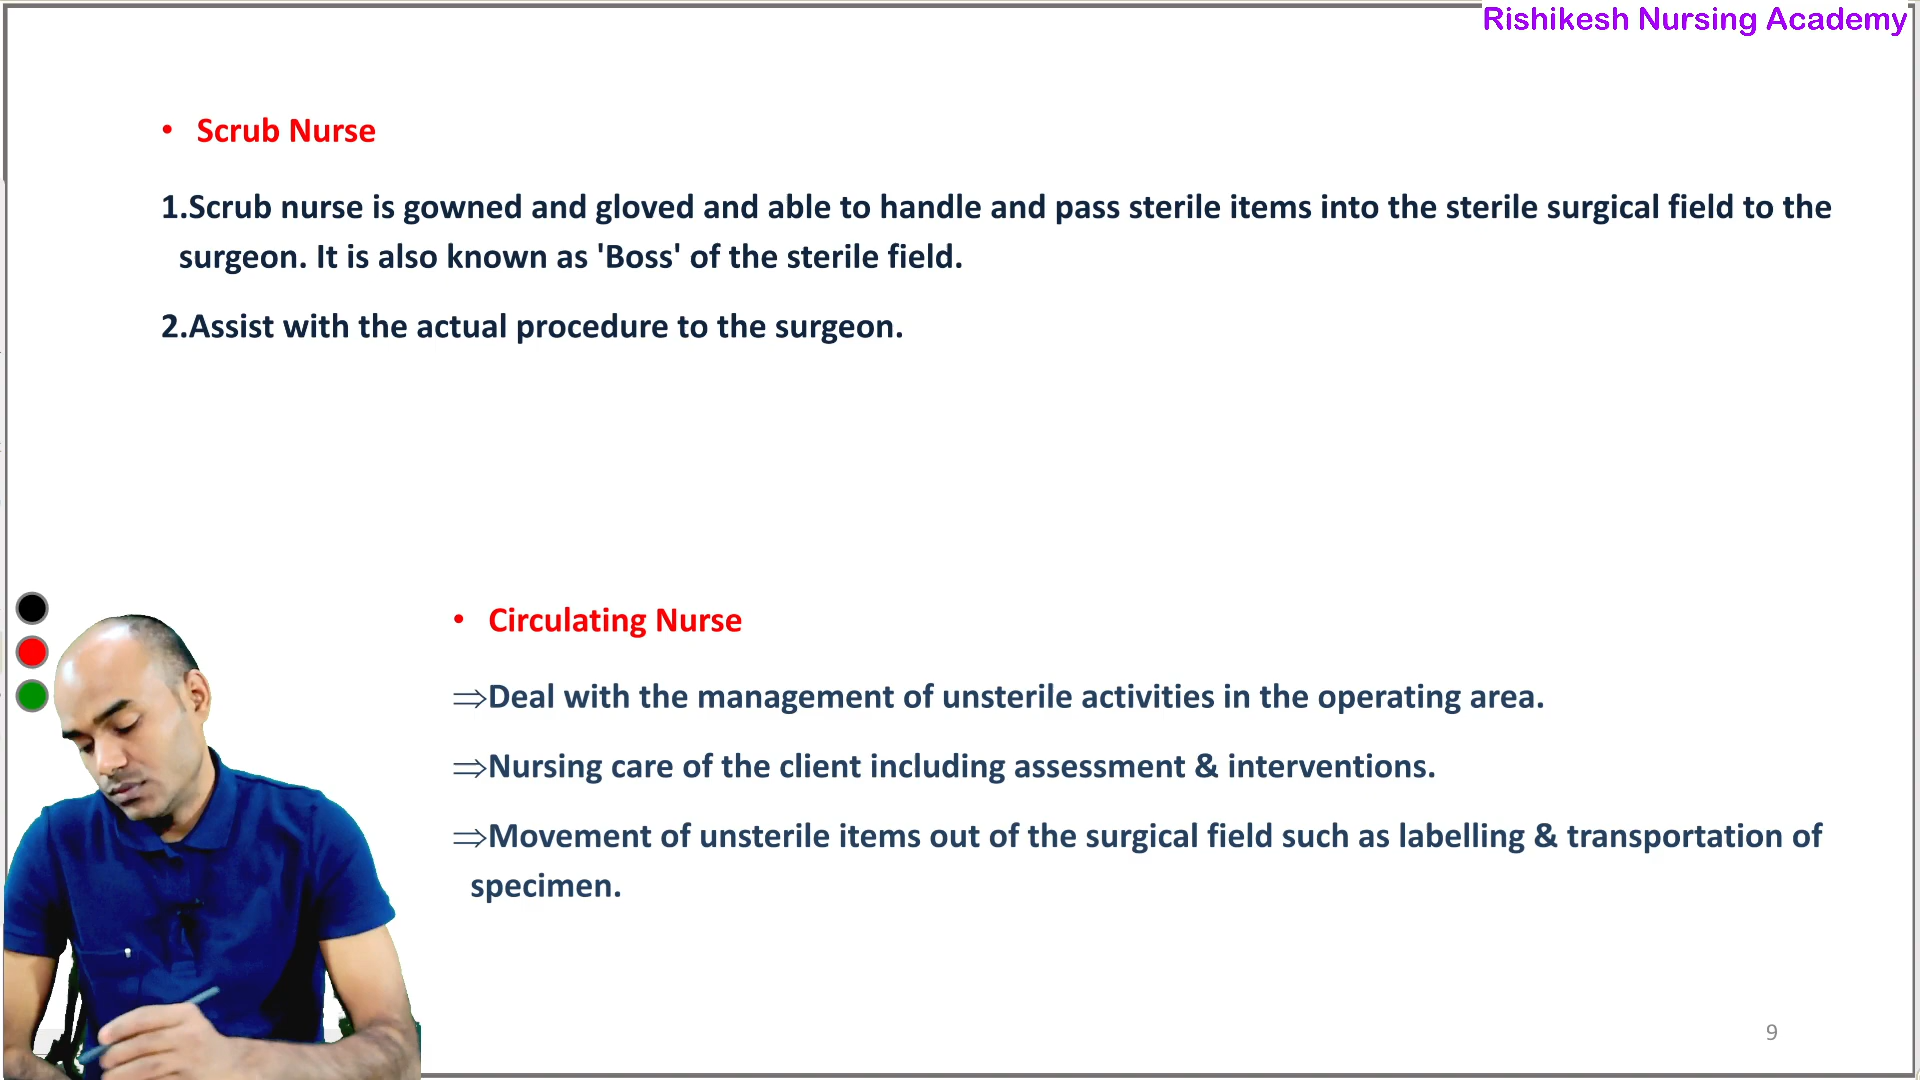 Rishikesh Nursing Academy
• Scrub Nurse
1.Scrub nurse is gowned and gloved and able to handle and pass sterile items into the sterile surgical field to the
surgeon. It is also known as 'Boss' of the sterile field.
2.Assist with the actual procedure to the surgeon.
• Circulating Nurse
⇒Deal with the management of unsterile activities in the operating area.
⇒Nursing care of the client including assessment & interventions.
⇒Movement of unsterile items out of the surgical field such as labelling & transportation of
specimen.
9